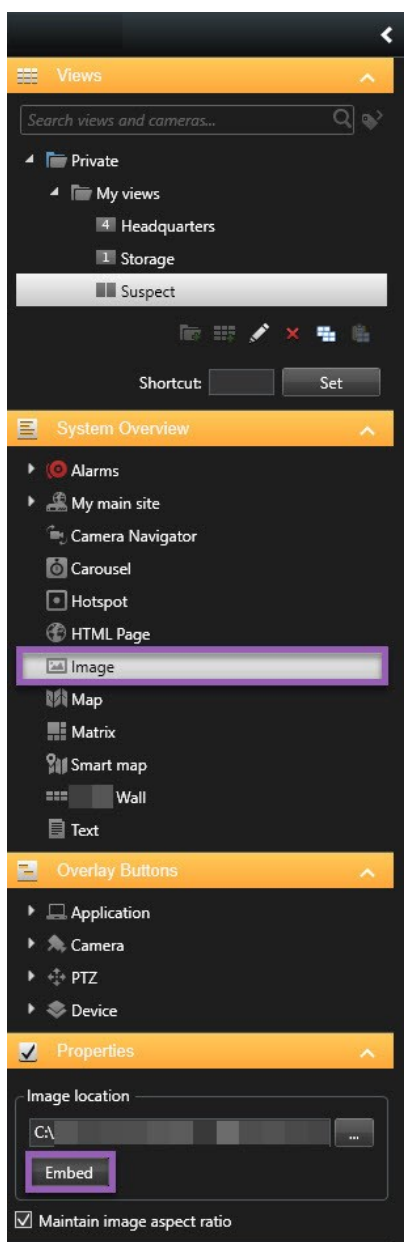 Views
Search views and cameras...
Private
My views
4 Headquarters
1 Storage
Suspect
Shortcut: Set
System Overview
Alarms
My main site
Camera Navigator
Carousel
Hotspot
HTML Page
Image
Map
Matrix
Smart map
Wall
Text
Overlay Buttons
Application
Camera
PTZ
Device
Properties
Image location
C:\ ...
Embed
Maintain image aspect ratio